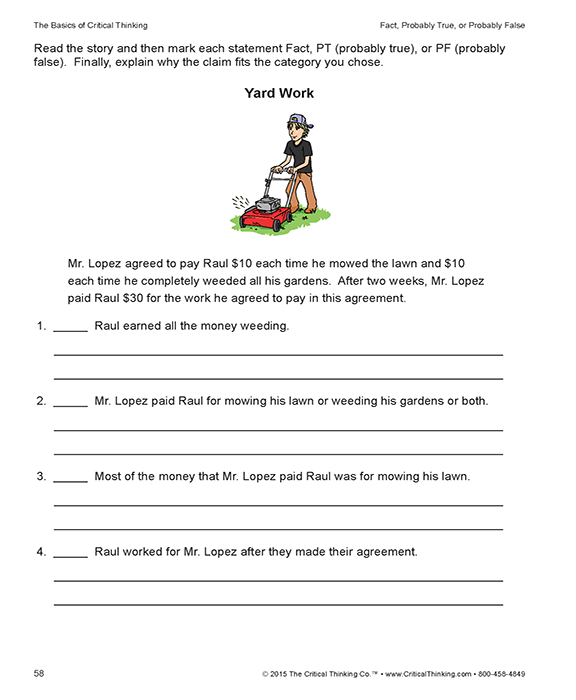 The Basics of Critical Thinking Fact, Probably True, or Probably False
Read the story and then mark each statement Fact, PT (probably true), or PF (probably
false). Finally, explain why the claim fits the category you chose.
Yard Work
Mr. Lopez agreed to pay Raul $10 each time he mowed the lawn and $10
each time he completely weeded all his gardens. After two weeks, Mr. Lopez
paid Raul $30 for the work he agreed to pay in this agreement.
1. _____ Raul earned all the money weeding.
2. _____ Mr. Lopez paid Raul for mowing his lawn or weeding his gardens or both.
3. _____ Most of the money that Mr. Lopez paid Raul was for mowing his lawn.
4. _____ Raul worked for Mr. Lopez after they made their agreement.
58 © 2015 The Critical Thinking Co.™ • www.CriticalThinking.com • 800-458-4849